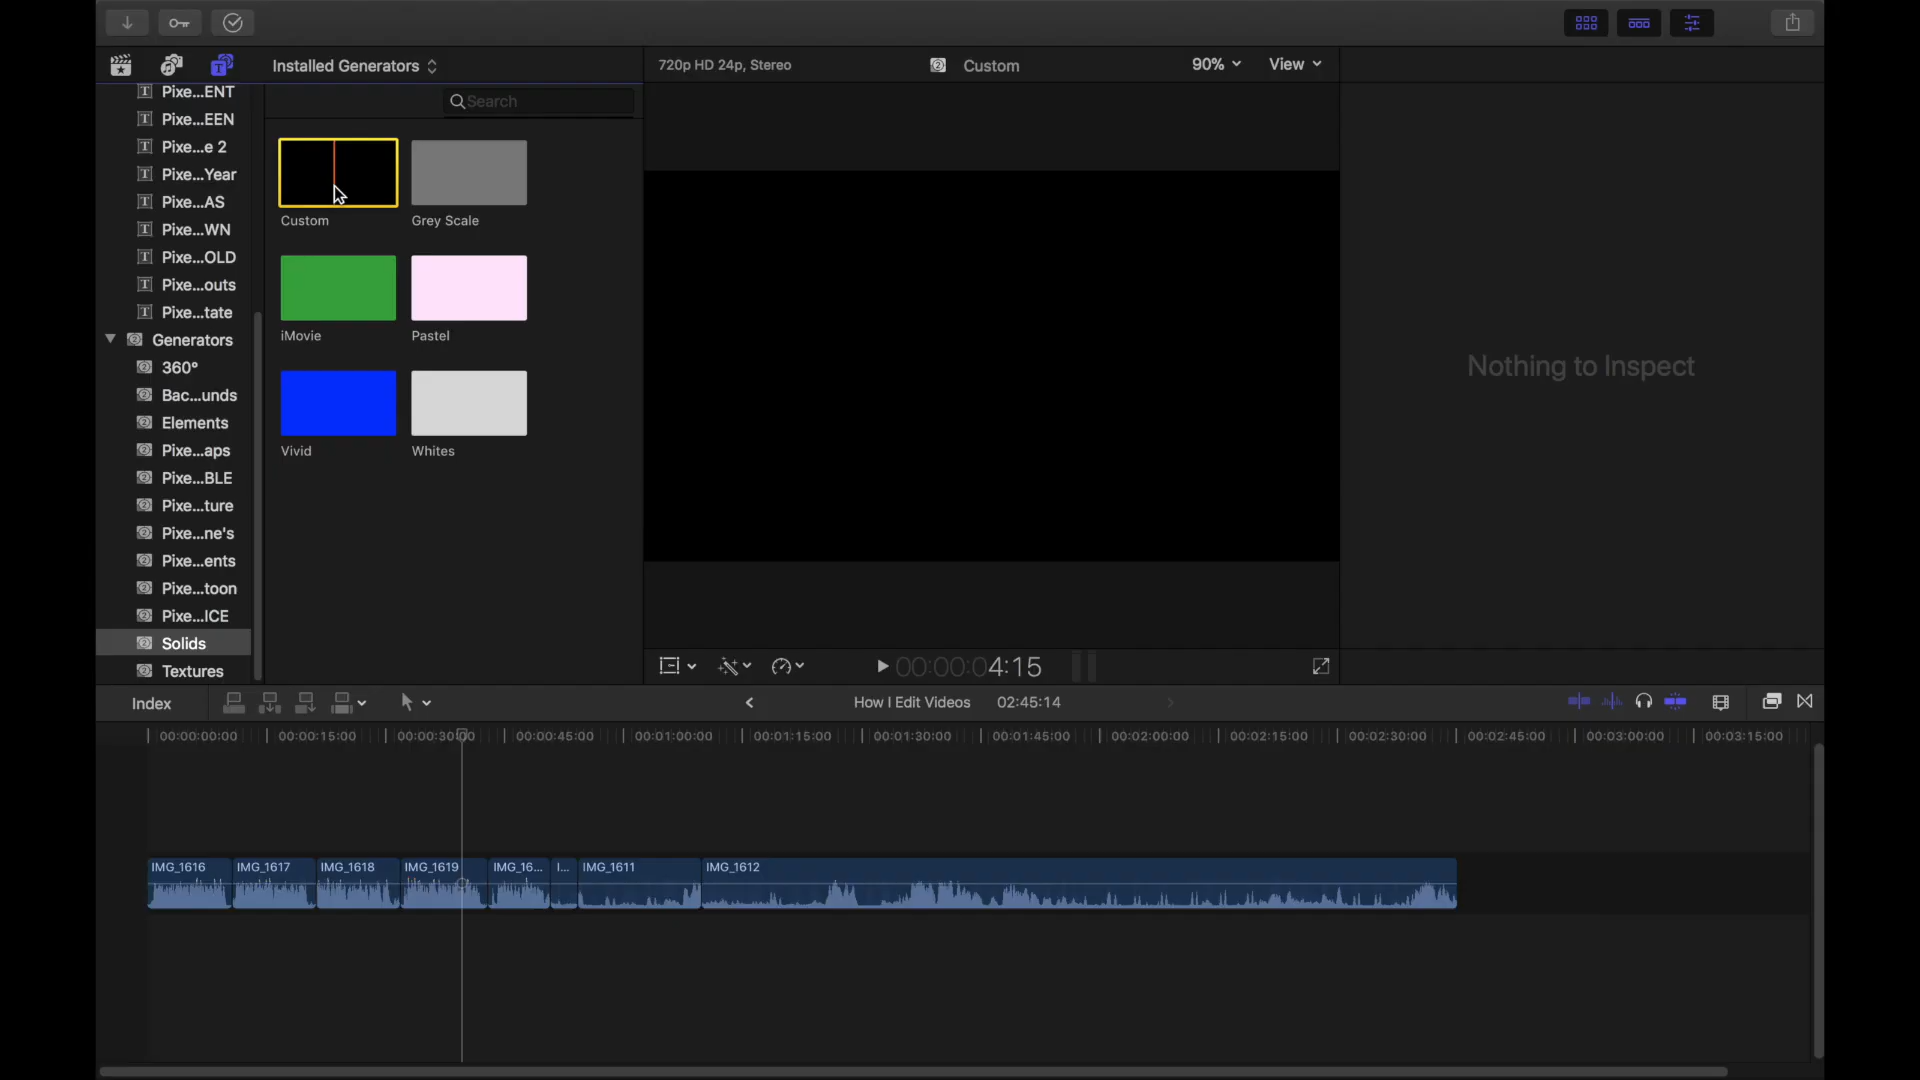 Installed Generators
720p HD 24p, Stereo
Custom
90%
View
Pixe...ENT
Pixe...EEN
Pixe...e 2
Pixe...Year
Pixe...AS
Pixe...WN
Pixe...OLD
Pixe...outs
Pixe...tate
Generators
360°
Bac...unds
Elements
Pixe...aps
Pixe...BLE
Pixe...ture
Pixe...ne's
Pixe...ents
Pixe...toon
Pixe...ICE
Solids
Textures
Search
Custom
Grey Scale
iMovie
Pastel
Vivid
Whites
Nothing to Inspect
00:00:04:15
Index
How I Edit Videos
02:45:14
00:00:00:00
00:00:15:00
00:00:30:00
00:00:45:00
00:01:00:00
00:01:15:00
00:01:30:00
00:01:45:00
00:02:00:00
00:02:15:00
00:02:30:00
00:02:45:00
00:03:00:00
00:03:15:00
IMG_1616
IMG_1617
IMG_1618
IMG_1619
IMG_16...
I...
IMG_1611
IMG_1612